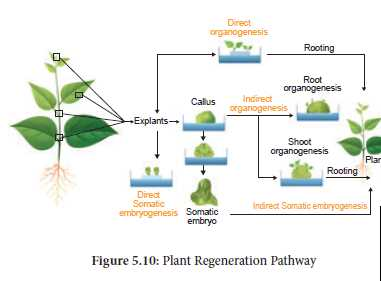 Direct
organogenesis
Rooting
Root
organogenesis
Callus
Indirect
organogenesis
Explants
Shoot
organogenesis
Plan
Rooting
Direct
Somatic
embryogenesis
Somatic
embryo
Indirect Somatic embryogenesis
Figure 5.10: Plant Regeneration Pathway